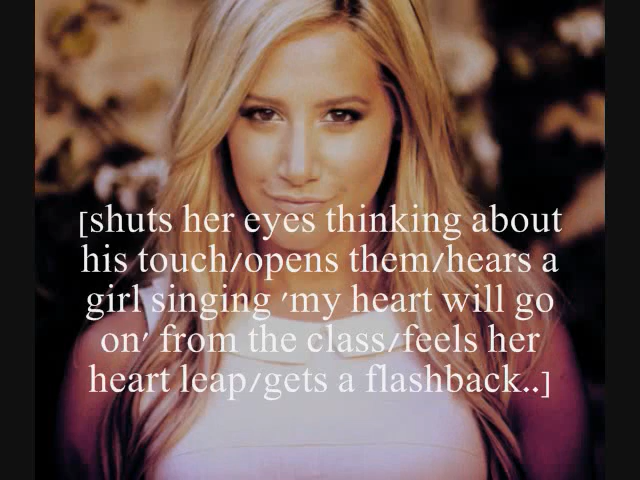 [shuts her eyes thinking about
his touch/opens them/hears a
girl singing 'my heart will go
on' from the class/feels her
heart leap/gets a flashback..]